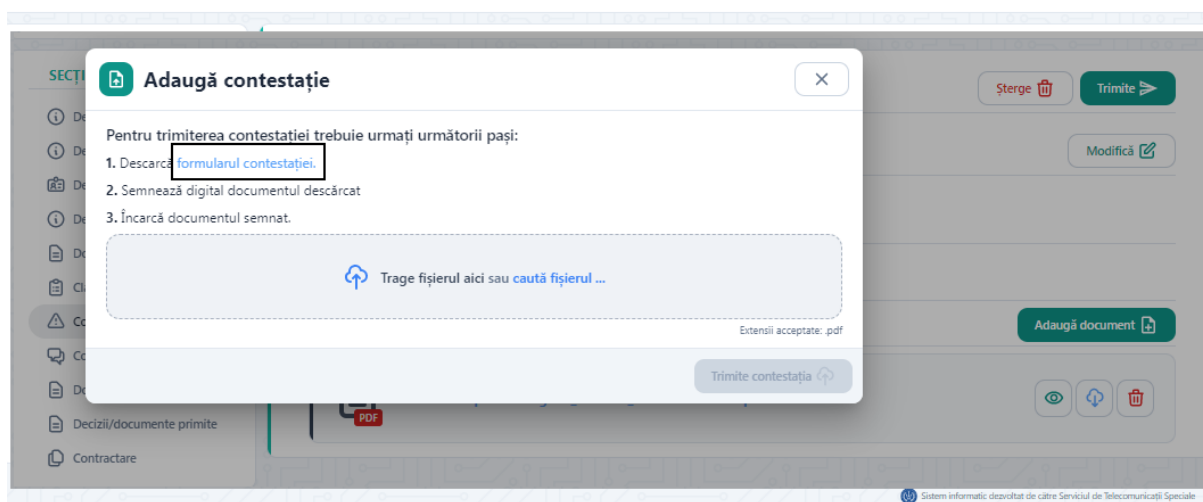 SECȚI
Adaugă contestație
Șterge
Trimite
Pentru trimiterea contestației trebuie urmați următorii pași:
1. Descarcă formularul contestației.
Modifică
2. Semnează digital documentul descărcat
3. Încarcă documentul semnat.
Trage fișierul aici sau caută fișierul ...
Extensii acceptate: .pdf
Adaugă document
Trimite contestația
PDF
Decizii/documente primite
Contractare
Sistem informatic dezvoltat de către Serviciul de Telecomunicații Speciale